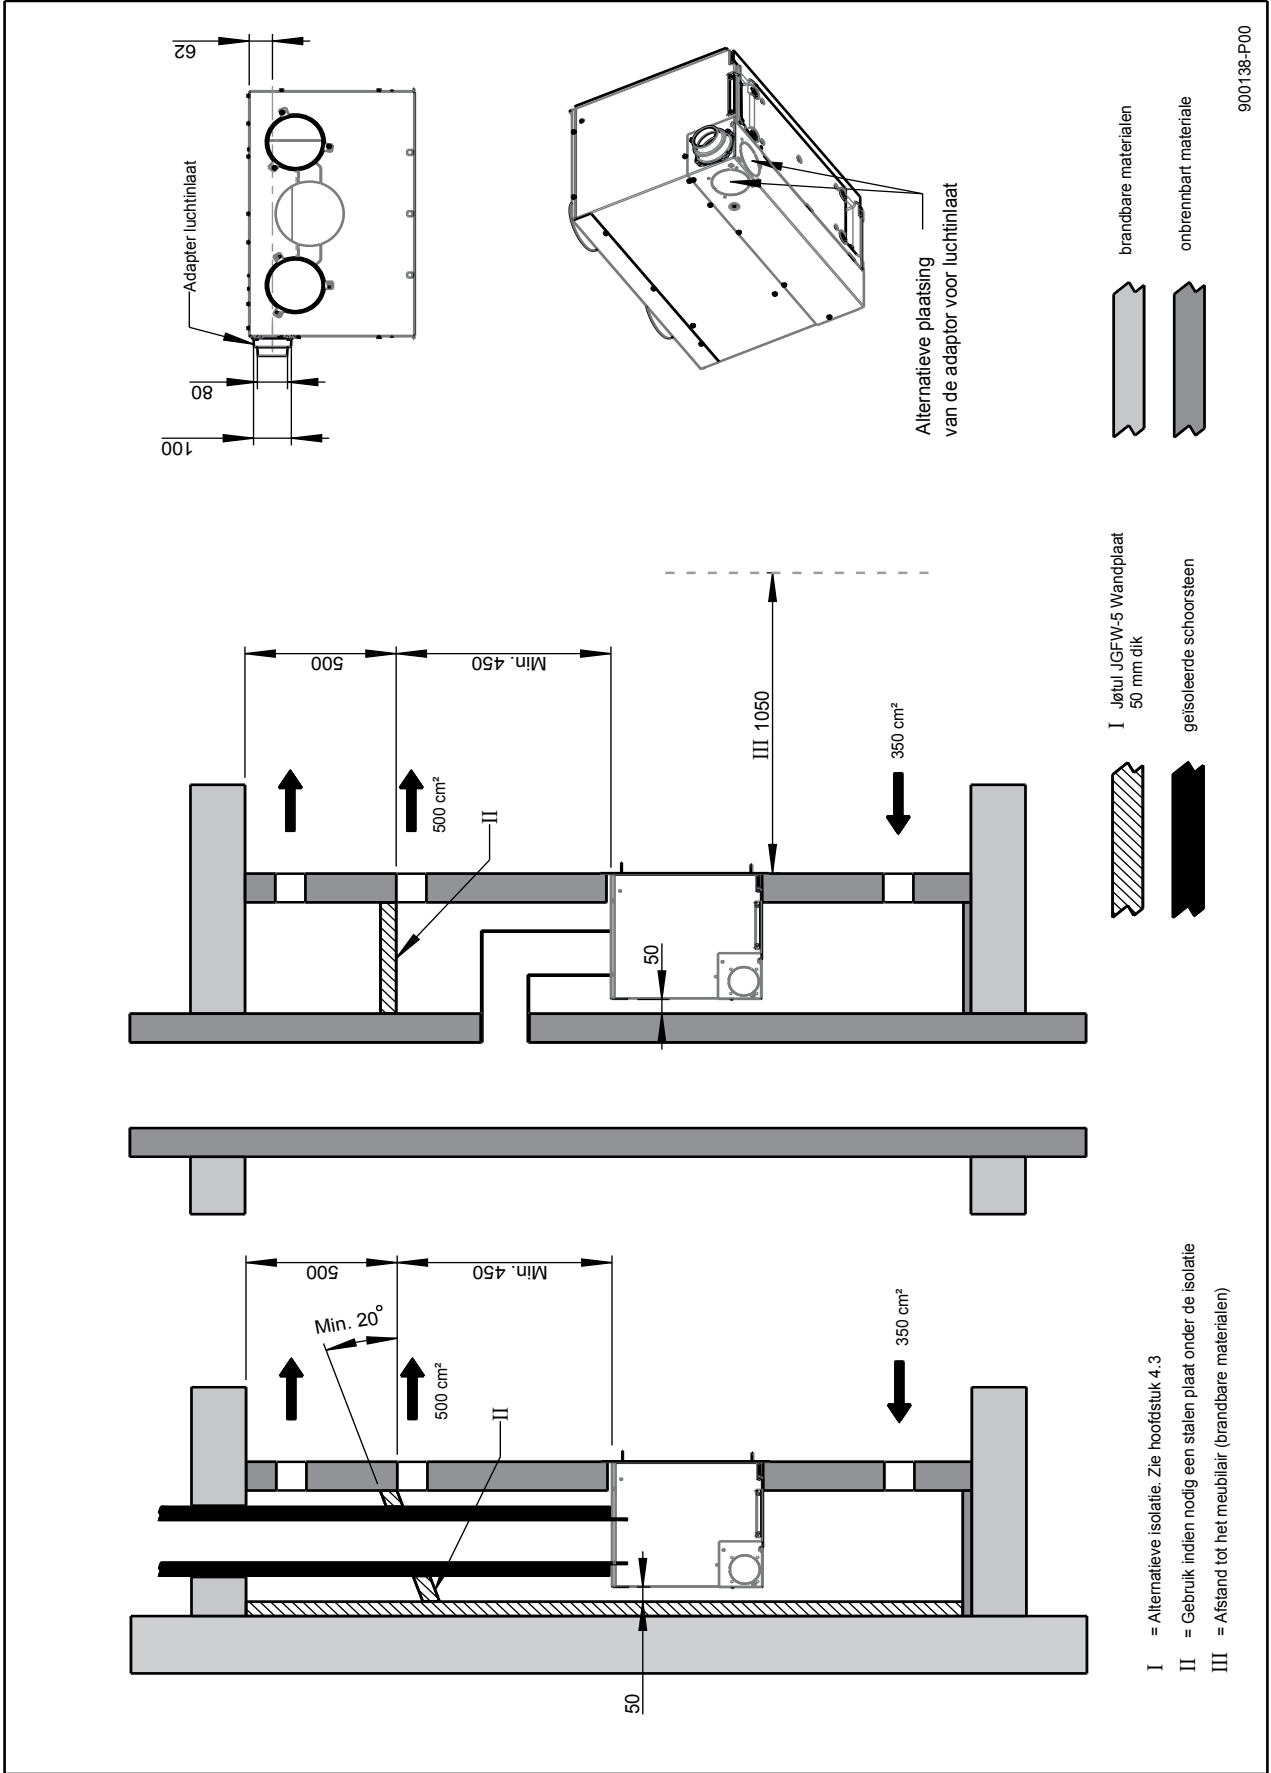 500
Min. 20°
Min. 450
500 cm²
II
50
350 cm²
500
Min. 450
500 cm²
II
50
III 1050
350 cm²
100
80
62
Adapter luchtinlaat
Alternatieve plaatsing
van de adaptor voor luchtinlaat
I = Alternatieve isolatie. Zie hoofdstuk 4.3
II = Gebruik indien nodig een stalen plaat onder de isolatie
III = Afstand tot het meubilair (brandbare materialen)
I Jøtul JGFW-5 Wandplaat
50 mm dik
geïsoleerde schoorsteen
brandbare materialen
onbrennbart materiale
900138-P00